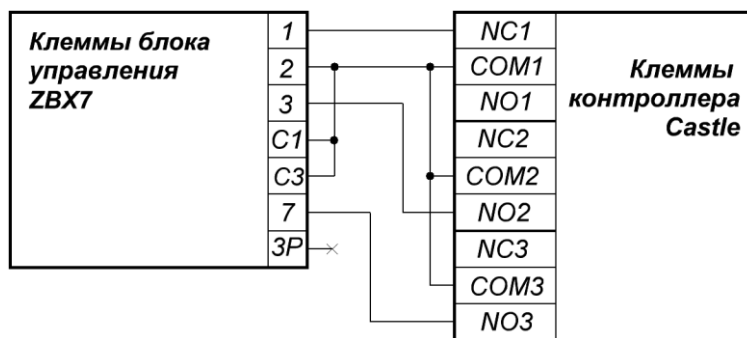 Клеммы блока
управления
ZBX7
1
2
3
C1
C3
7
3P
NC1
COM1
NO1
NC2
COM2
NO2
NC3
COM3
NO3
Клеммы
контроллера
Castle